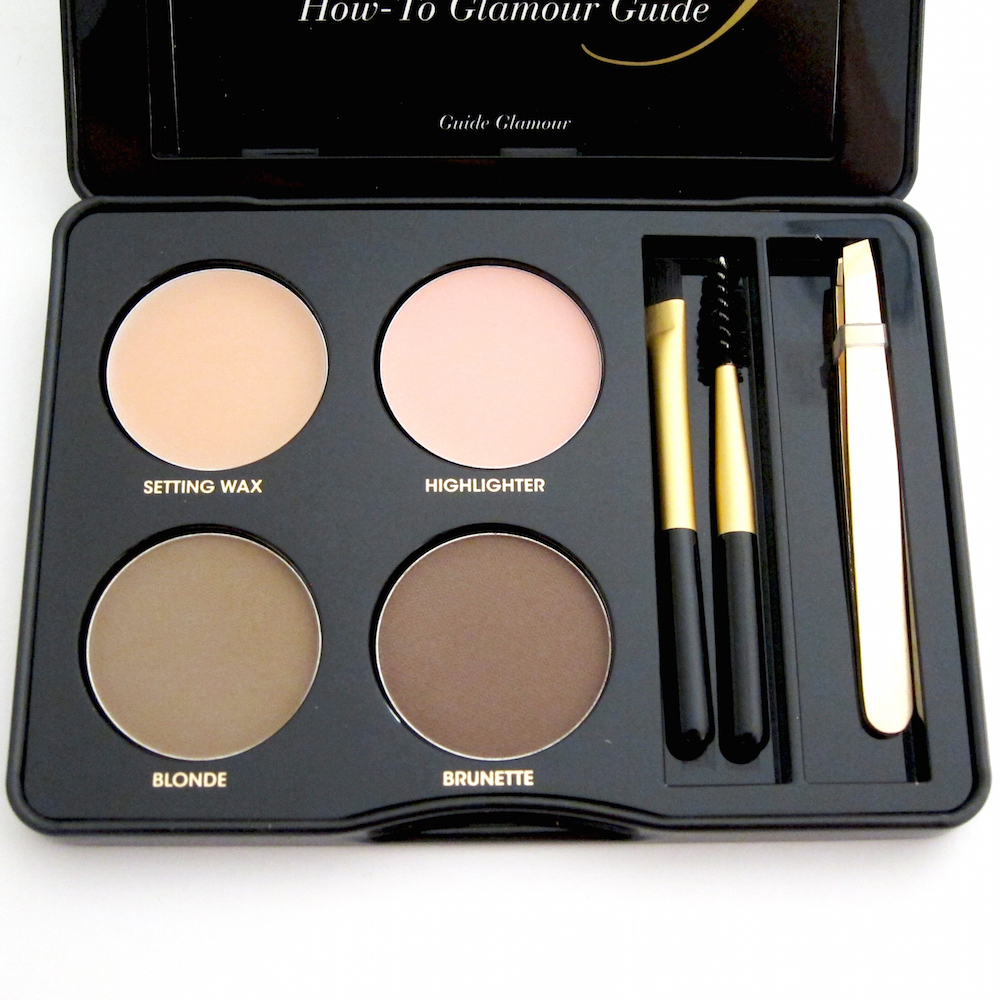 How-To Glamour Guide
Guide Glamour
SETTING WAX
HIGHLIGHTER
BLONDE
BRUNETTE